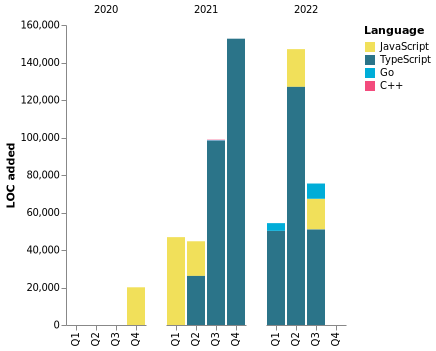 2020 2021 2022
Language
JavaScript
TypeScript
Go
C++
LOC added
160,000
140,000
120,000
100,000
80,000
60,000
40,000
20,000
0
Q1 Q2 Q3 Q4 Q1 Q2 Q3 Q4 Q1 Q2 Q3 Q4